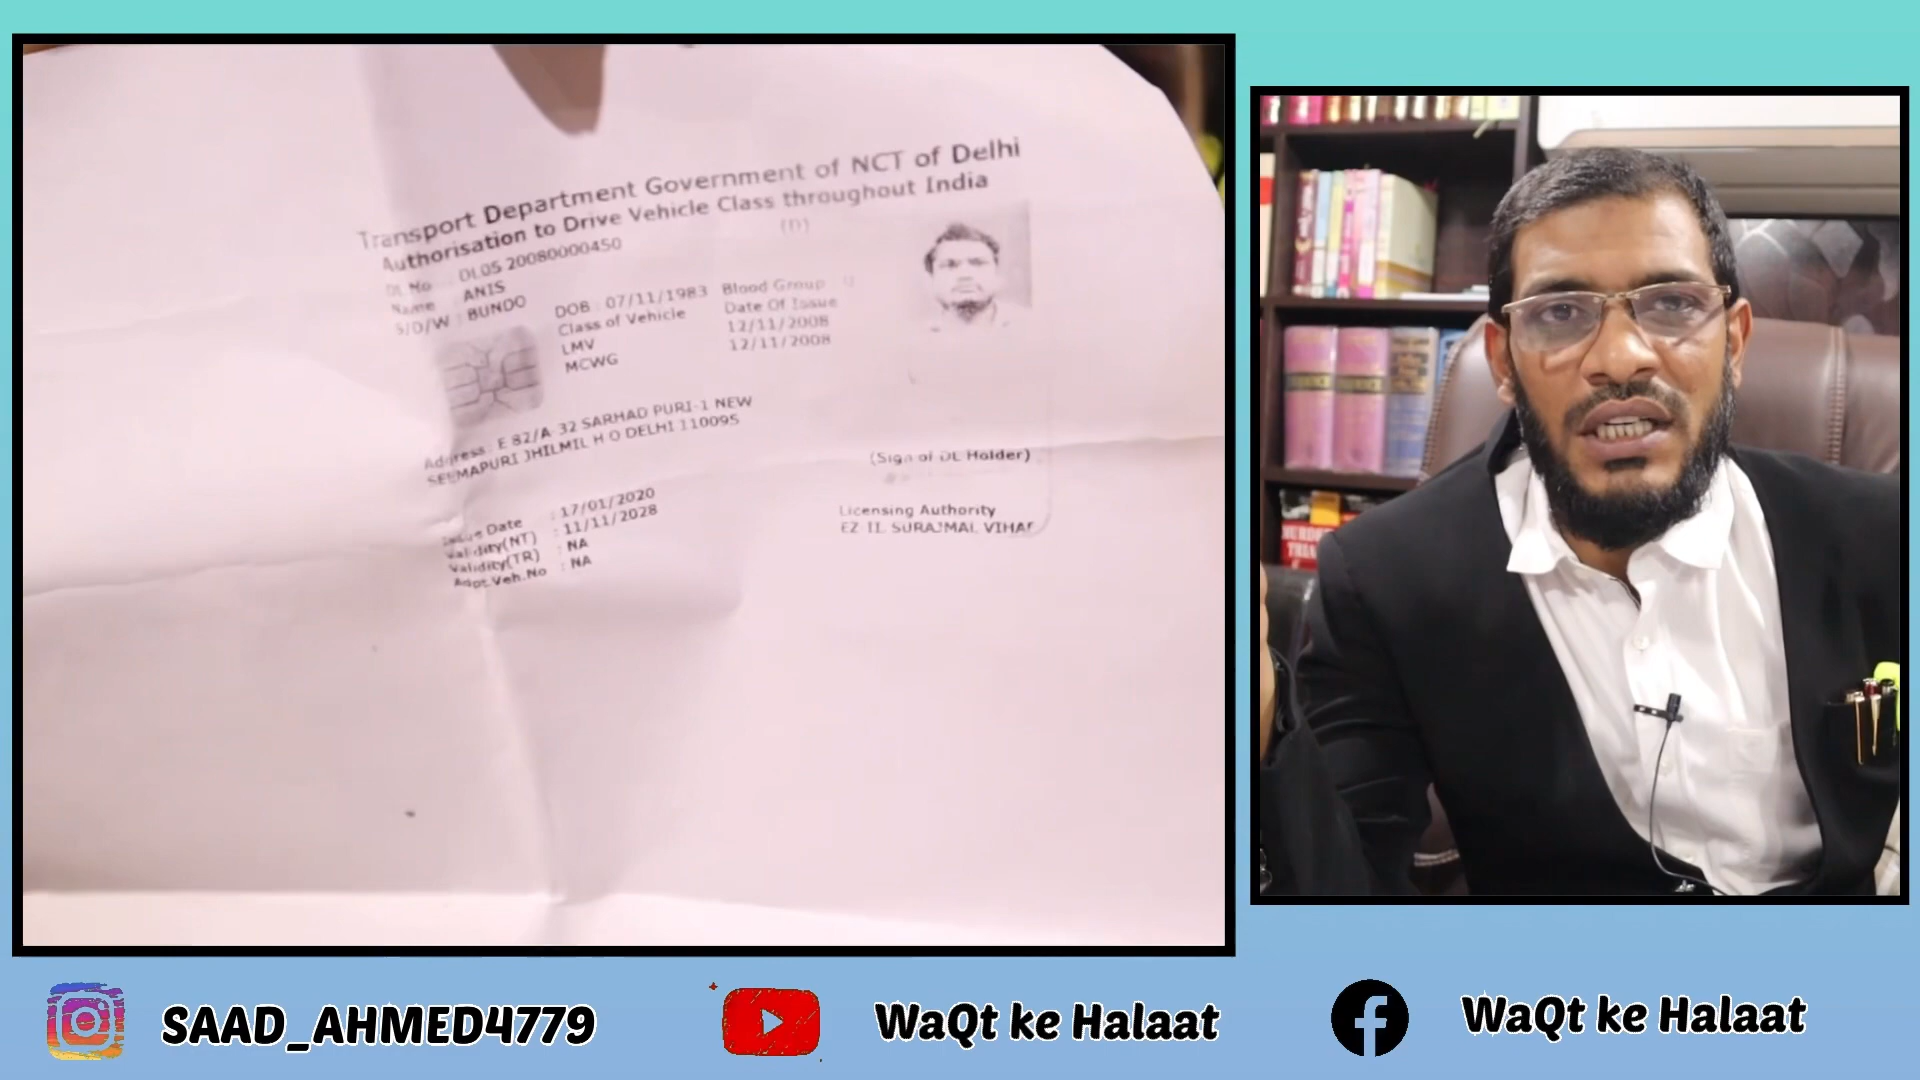 Transport Department Government of NCT of Delhi
Authorisation to Drive Vehicle Class throughout India
DL No : DL05 20080000450
Name : ANIS
S/D/W : BUNDO
DOB : 07/11/1983 Blood Group
Class of Vehicle Date Of Issue
LMV 12/11/2008
MCWG 12/11/2008
Address : E 82/A 32 SARHAD PURI-1 NEW
SEEMAPURI JHILMIL H O DELHI 110095
(Sign of DL Holder)
Issue Date : 17/01/2020
Validity(NT) : 11/11/2028
Validity(TR) : NA
Adpt.Veh.No : NA
Licensing Authority
EZ II, SURAJMAL VIHAR
SAAD_AHMED4779
WaQt ke Halaat
WaQt ke Halaat